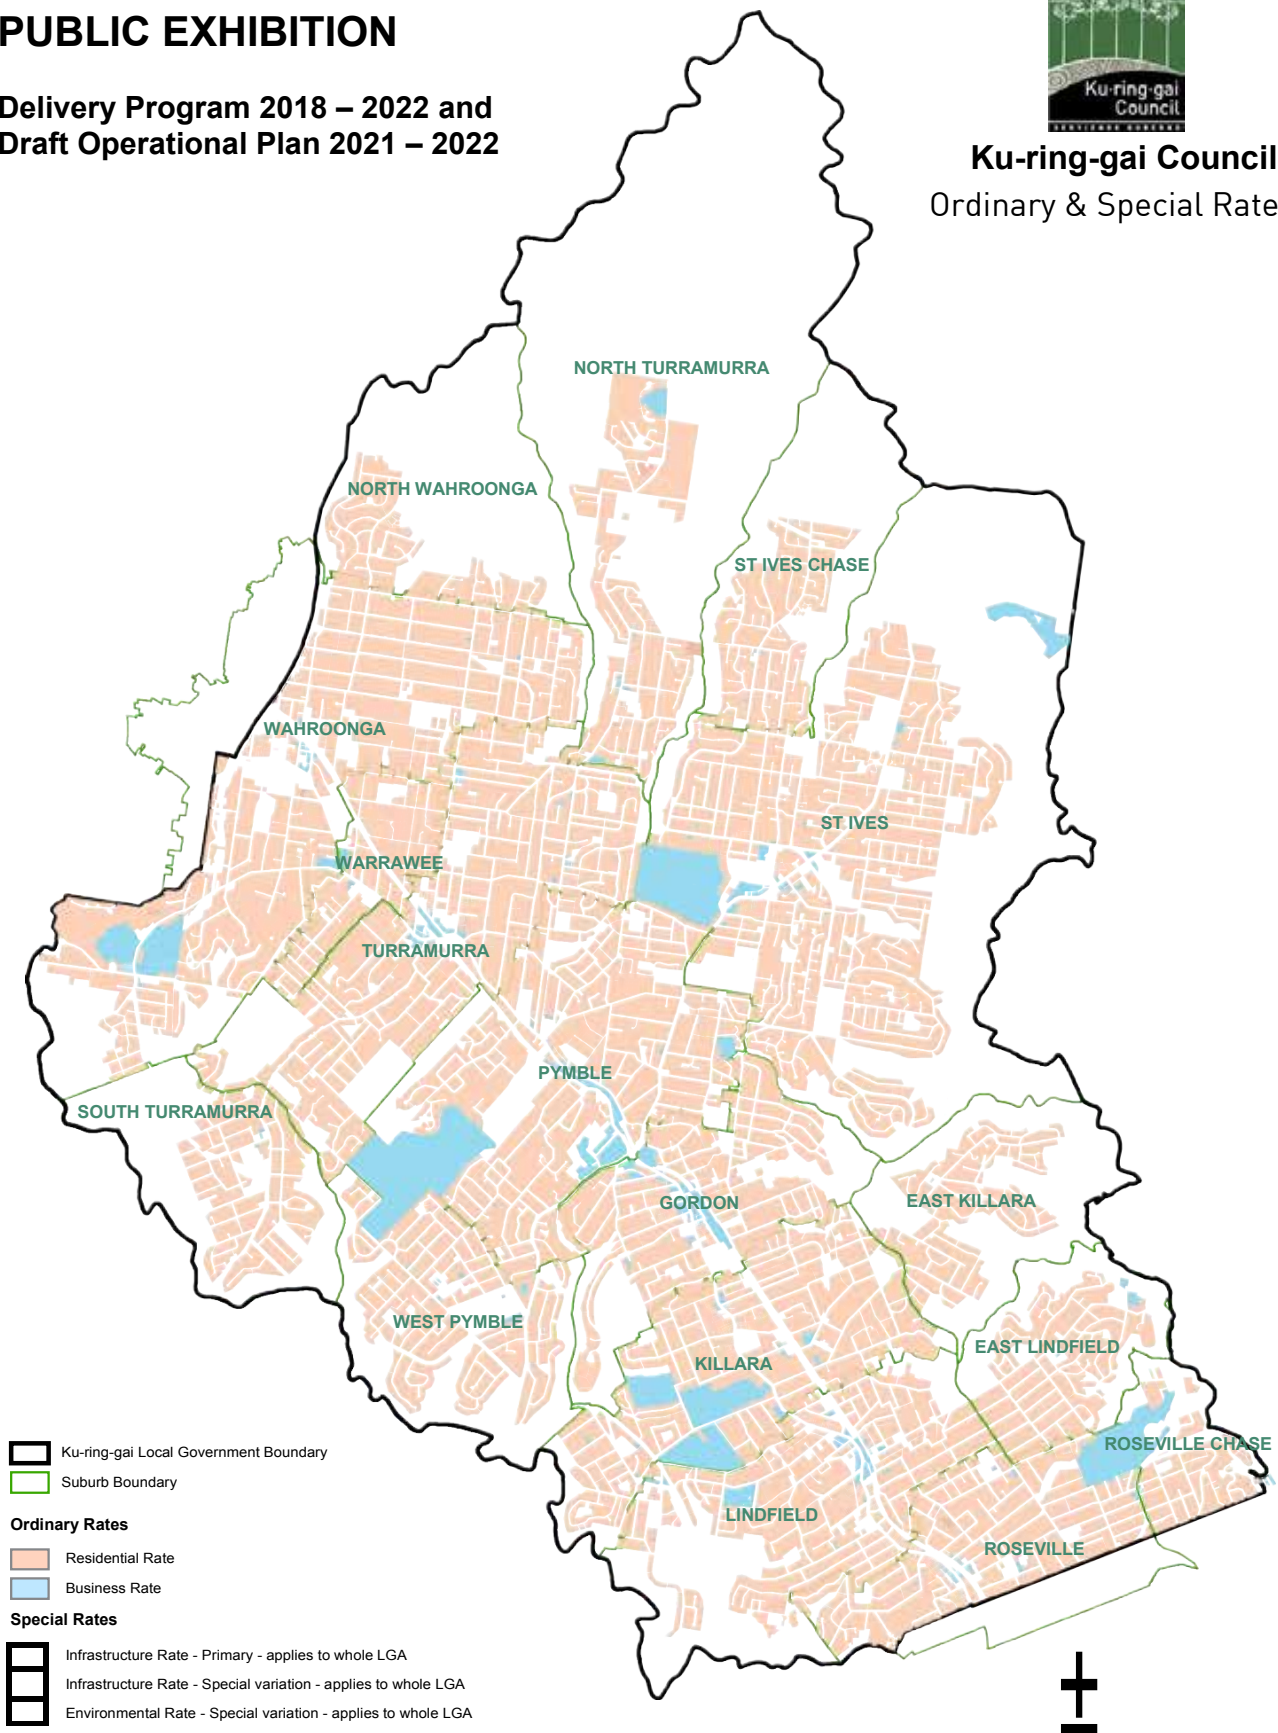 PUBLIC EXHIBITION
Delivery Program 2018 – 2022 and
Draft Operational Plan 2021 – 2022
Ku-ring-gai
Council
Ku-ring-gai Council
Ordinary & Special Rate
NORTH TURRAMURRA
NORTH WAHROONGA
ST IVES CHASE
WAHROONGA
ST IVES
WARRAWEE
TURRAMURRA
PYMBLE
SOUTH TURRAMURRA
GORDON
EAST KILLARA
WEST PYMBLE
EAST LINDFIELD
KILLARA
ROSEVILLE CHASE
LINDFIELD
ROSEVILLE
Ku-ring-gai Local Government Boundary
Suburb Boundary
Ordinary Rates
Residential Rate
Business Rate
Special Rates
Infrastructure Rate - Primary - applies to whole LGA
Infrastructure Rate - Special variation - applies to whole LGA
Environmental Rate - Special variation - applies to whole LGA